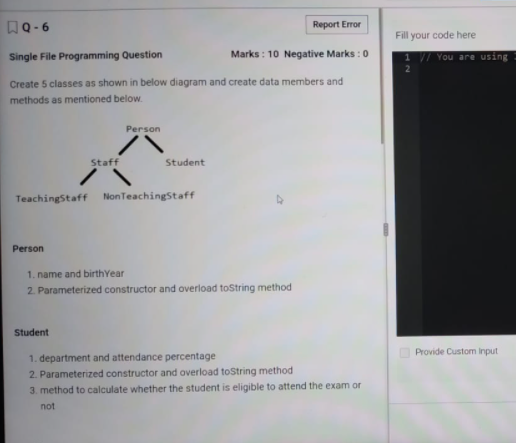 Q - 6
Report Error
Single File Programming Question
Marks : 10 Negative Marks : 0
Create 5 classes as shown in below diagram and create data members and
methods as mentioned below.
Person
Staff
Student
TeachingStaff
NonTeachingStaff
Person
1. name and birthYear
2. Parameterized constructor and overload toString method
Student
1. department and attendance percentage
2. Parameterized constructor and overload toString method
3. method to calculate whether the student is eligible to attend the exam or
not
Fill your code here
1 // You are using
2
Provide Custom Input